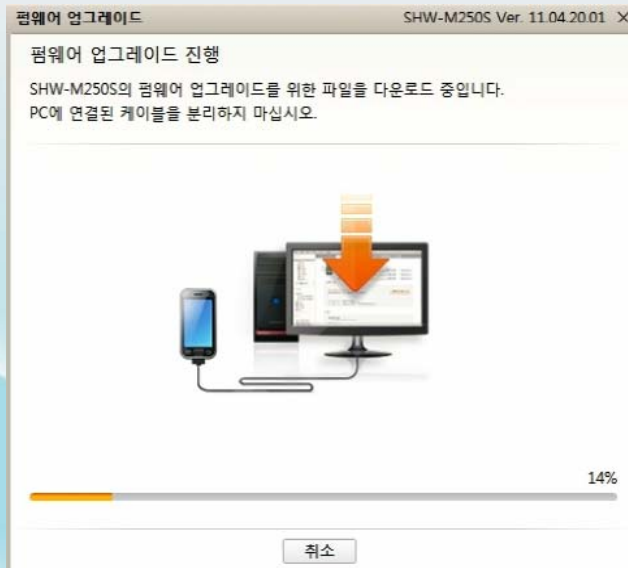 펌웨어 업그레이드 SHW-M250S Ver. 11.04.20.01 ×
펌웨어 업그레이드 진행
SHW-M250S의 펌웨어 업그레이드를 위한 파일을 다운로드 중입니다.
PC에 연결된 케이블을 분리하지 마십시오.
14%
취소